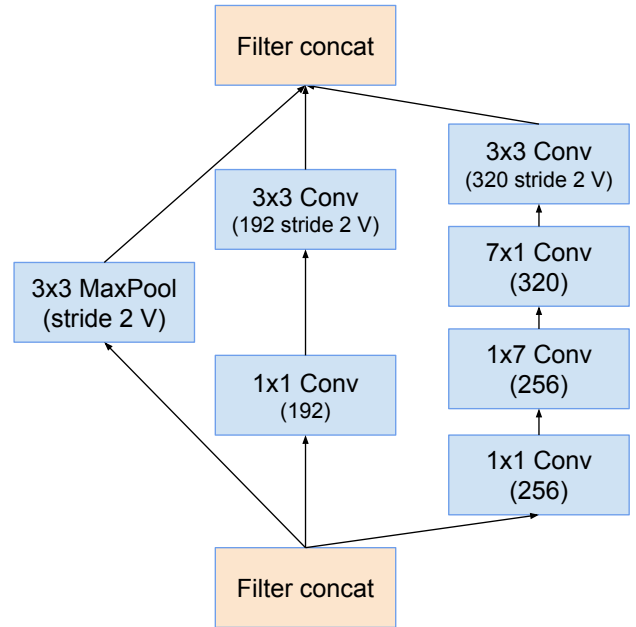 Filter concat
3x3 Conv
(320 stride 2 V)
3x3 Conv
(192 stride 2 V)
7x1 Conv
(320)
3x3 MaxPool
(stride 2 V)
1x7 Conv
(256)
1x1 Conv
(192)
1x1 Conv
(256)
Filter concat